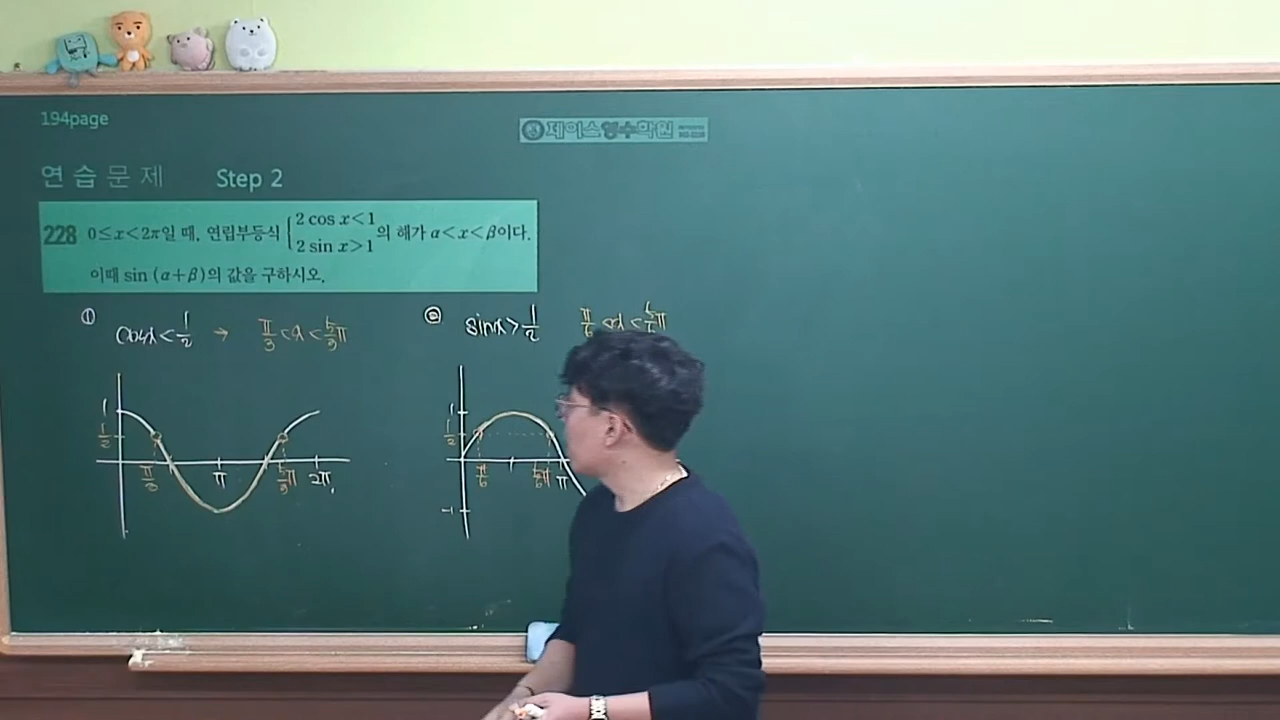 194page
제이스영수학원
연습문제 Step 2
228 0≤x<2π일 때, 연립부등식 { 2 cos x<1
2 sin x>1 의 해가 α<x<β이다.
이때 sin (α+β)의 값을 구하시오.
① cosx < 1/2 → π/3 < x < 5/3π
② sinx > 1/2 π/6 <x< 5/6π
1
1/2
π/3 π 5/3π 2π
1
1/2
π/6 5/6π π
-1